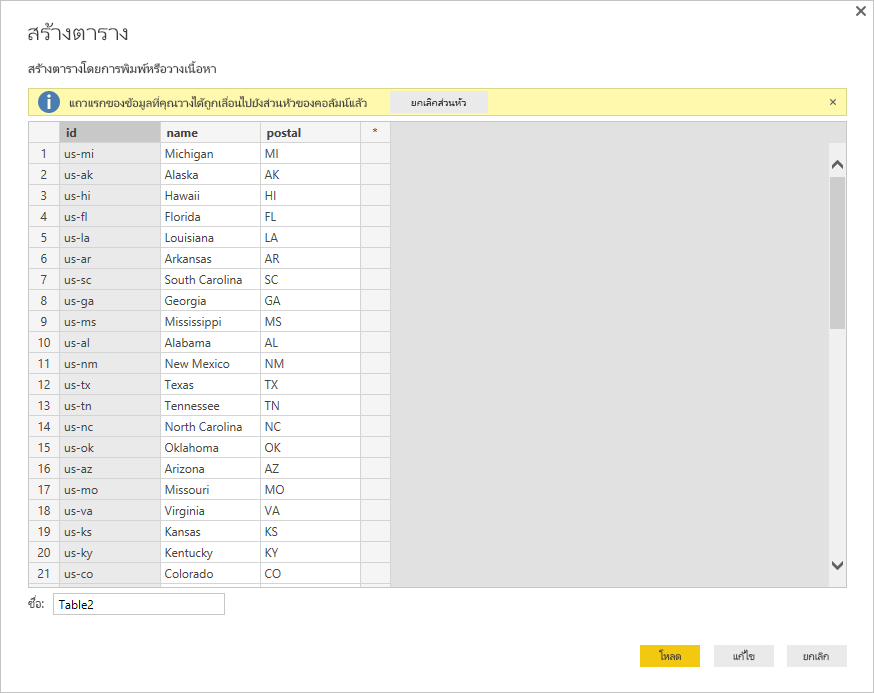 สร้างตาราง
สร้างตารางโดยการพิมพ์หรือวางเนื้อหา
แถวแรกของข้อมูลที่คุณวางได้ถูกเลื่อนไปยังส่วนหัวของคอลัมน์แล้ว ยกเลิกส่วนหัว
id name postal *
1 us-mi Michigan MI
2 us-ak Alaska AK
3 us-hi Hawaii HI
4 us-fl Florida FL
5 us-la Louisiana LA
6 us-ar Arkansas AR
7 us-sc South Carolina SC
8 us-ga Georgia GA
9 us-ms Mississippi MS
10 us-al Alabama AL
11 us-nm New Mexico NM
12 us-tx Texas TX
13 us-tn Tennessee TN
14 us-nc North Carolina NC
15 us-ok Oklahoma OK
16 us-az Arizona AZ
17 us-mo Missouri MO
18 us-va Virginia VA
19 us-ks Kansas KS
20 us-ky Kentucky KY
21 us-co Colorado CO
ชื่อ: Table2
โหลด แก้ไข ยกเลิก